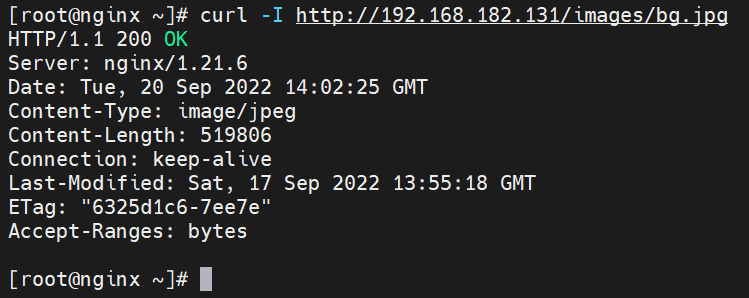 [root@nginx ~]# curl -I http://192.168.182.131/images/bg.jpg
HTTP/1.1 200 OK
Server: nginx/1.21.6
Date: Tue, 20 Sep 2022 14:02:25 GMT
Content-Type: image/jpeg
Content-Length: 519806
Connection: keep-alive
Last-Modified: Sat, 17 Sep 2022 13:55:18 GMT
ETag: "6325d1c6-7ee7e"
Accept-Ranges: bytes
[root@nginx ~]#